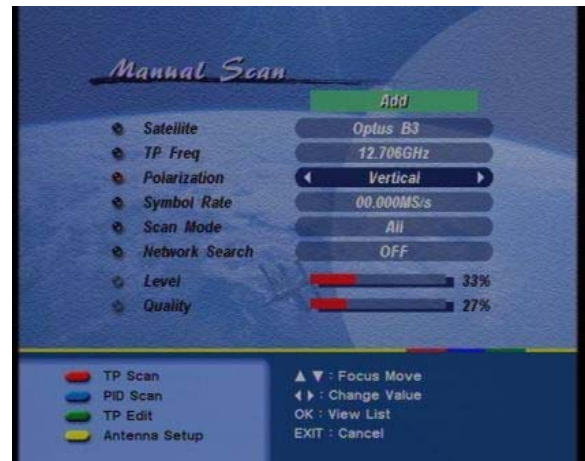 Manual Scan
Add
Satellite Optus B3
TP Freq 12.706GHz
Polarization Vertical
Symbol Rate 00.000MS/s
Scan Mode All
Network Search OFF
Level 33%
Quality 27%
TP Scan
PID Scan
TP Edit
Antenna Setup
▲ ▼ : Focus Move
◀ ▶ : Change Value
OK : View List
EXIT : Cancel